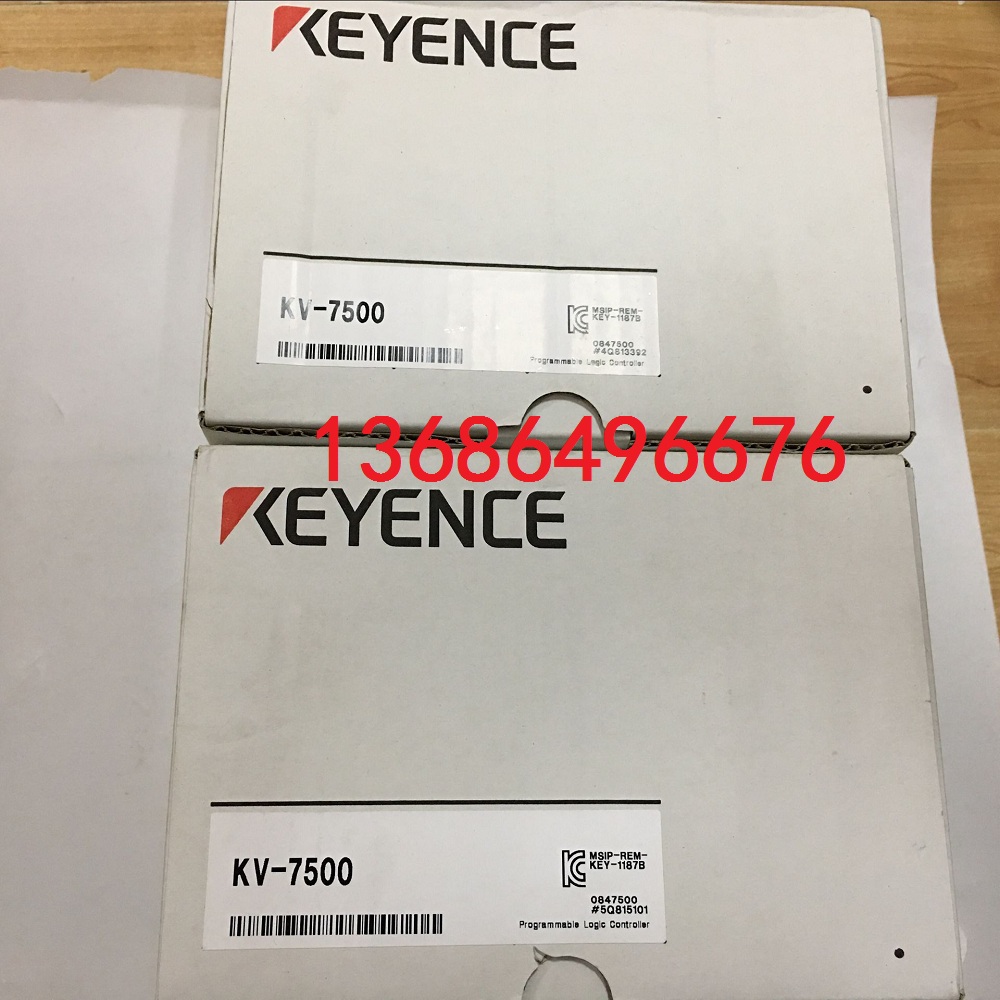 KEYENCE
KV-7500
MSIP-REM-
KEY-1187B
0847500
#4Q813392
Programmable Logic Controller
13686496676
KEYENCE
KV-7500
MSIP-REM-
KEY-1187B
0847500
#5Q815101
Programmable Logic Controller